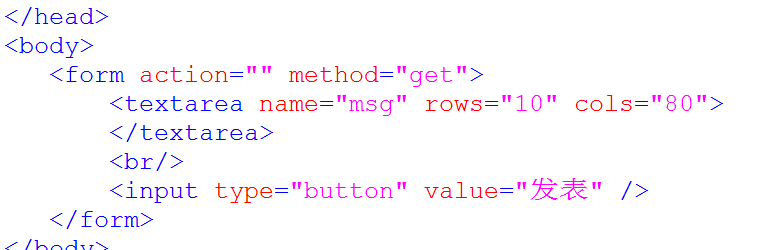 </head>
<body>
<form action="" method="get">
<textarea name="msg" rows="10" cols="80">
</textarea>
<br/>
<input type="button" value="发表" />
</form>
</body>